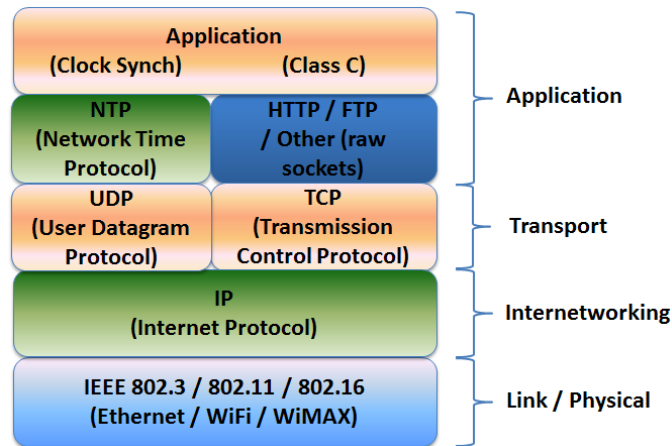 Application
(Clock Synch) (Class C)
NTP
(Network Time
Protocol)
HTTP / FTP
/ Other (raw
sockets)
Application
UDP
(User Datagram
Protocol)
TCP
(Transmission
Control Protocol)
Transport
IP
(Internet Protocol)
Internetworking
IEEE 802.3 / 802.11 / 802.16
(Ethernet / WiFi / WiMAX)
Link / Physical